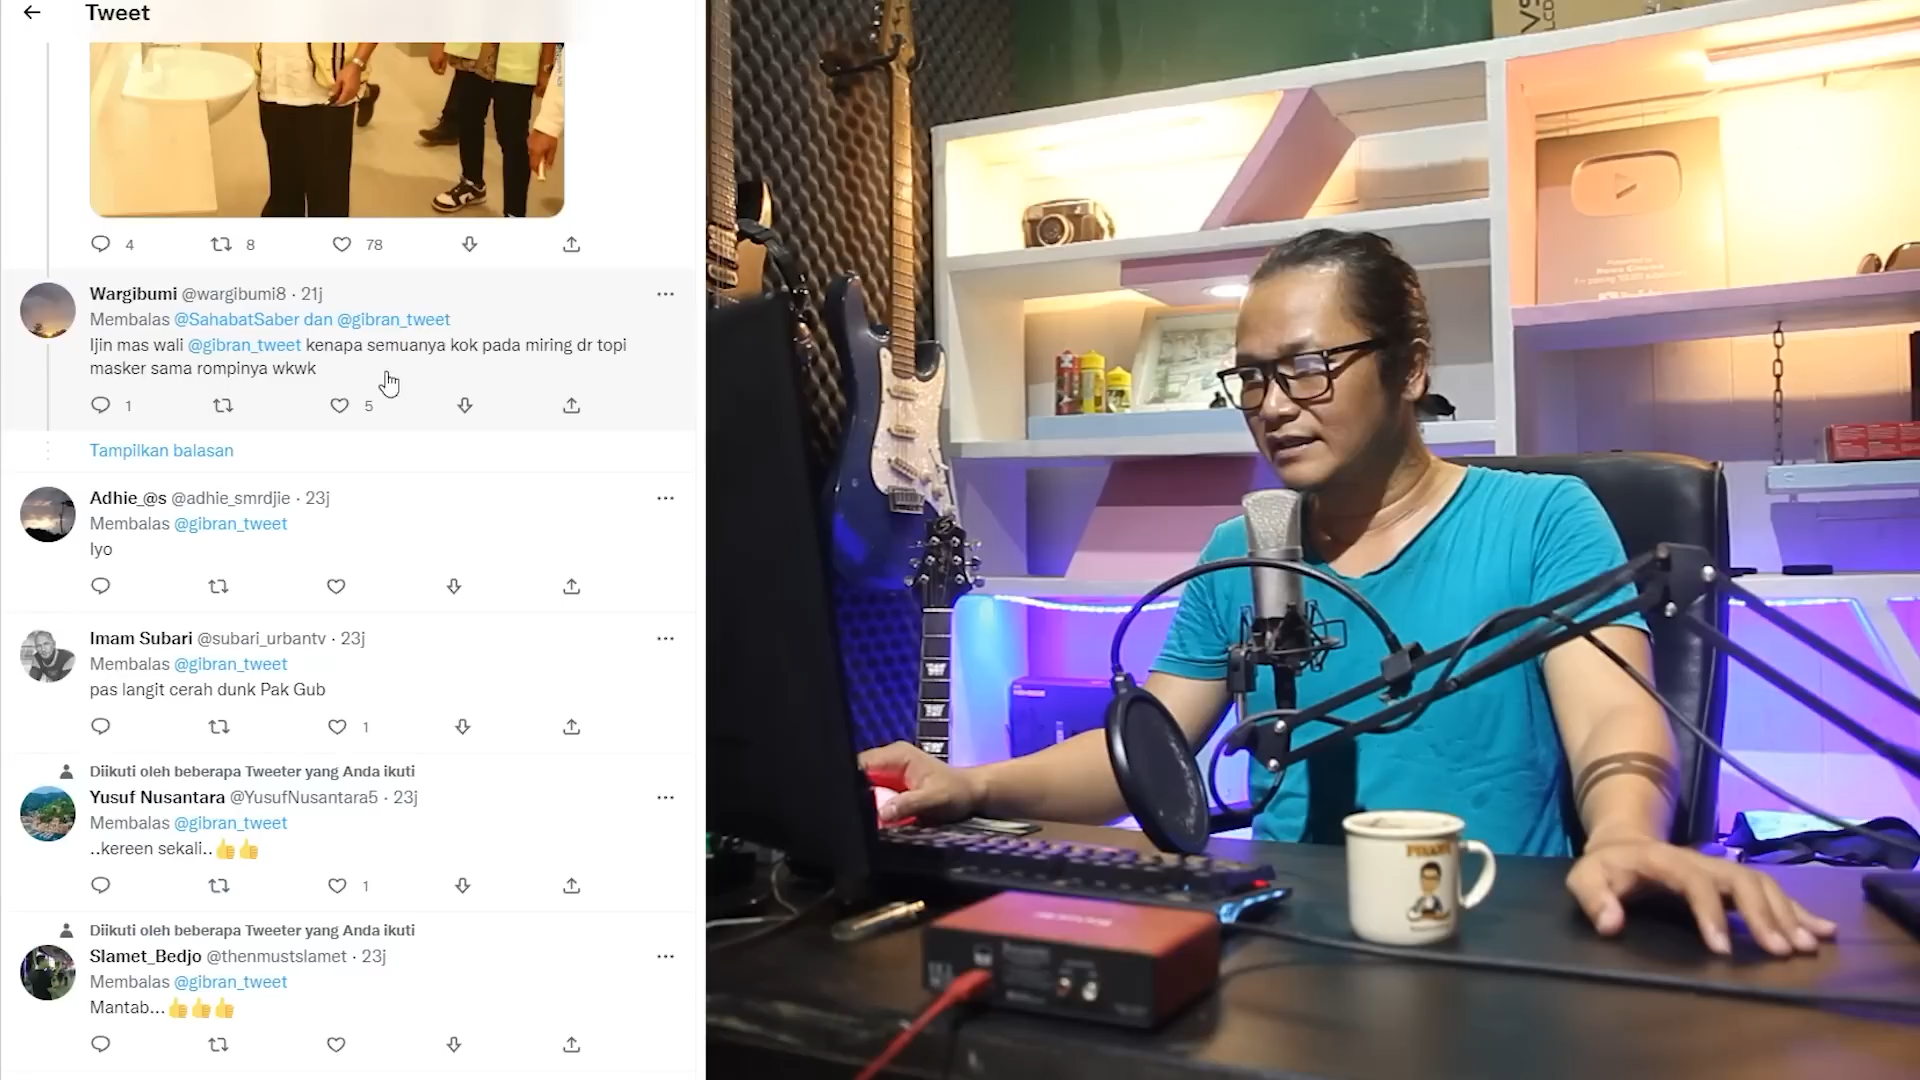 Tweet
4 8 78
Wargibumi @wargibumi8 · 21j
Membalas @SahabatSaber dan @gibran_tweet
Ijin mas wali @gibran_tweet kenapa semuanya kok pada miring dr topi
masker sama rompinya wkwk
1 5
Tampilkan balasan
Adhie_@s @adhie_smrdjie · 23j
Membalas @gibran_tweet
Iyo
Imam Subari @subari_urbantv · 23j
Membalas @gibran_tweet
pas langit cerah dunk Pak Gub
1
Diikuti oleh beberapa Tweeter yang Anda ikuti
Yusuf Nusantara @YusufNusantara5 · 23j
Membalas @gibran_tweet
..kereen sekali..👍👍
1
Diikuti oleh beberapa Tweeter yang Anda ikuti
Slamet_Bedjo @thenmustslamet · 23j
Membalas @gibran_tweet
Mantab...👍👍👍